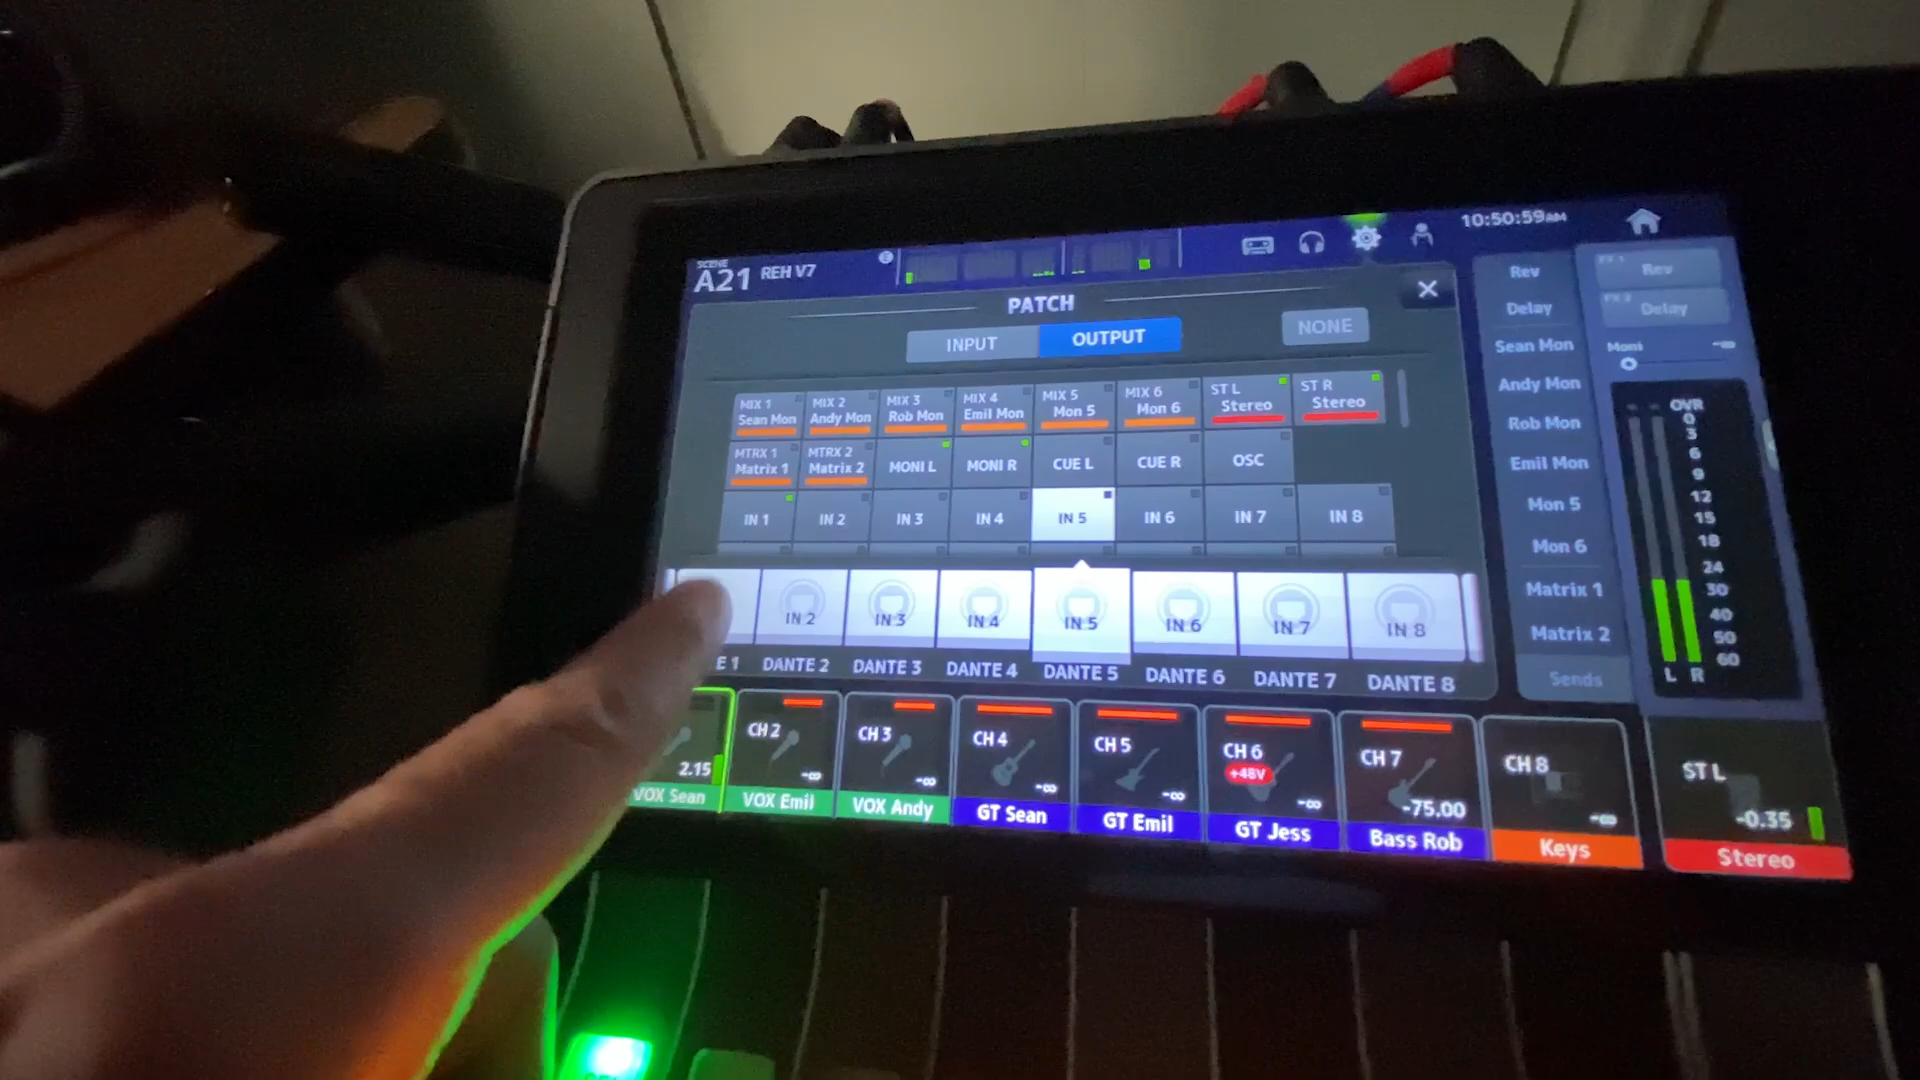 SCENE
A21 REH V7
E
10:50:59AM
PATCH
INPUT
OUTPUT
NONE
MIX 1
Sean Mon
MIX 2
Andy Mon
MIX 3
Rob Mon
MIX 4
Emil Mon
MIX 5
Mon 5
MIX 6
Mon 6
ST L
Stereo
ST R
Stereo
MTRX 1
Matrix 1
MTRX 2
Matrix 2
MONI L
MONI R
CUE L
CUE R
OSC
IN 1
IN 2
IN 3
IN 4
IN 5
IN 6
IN 7
IN 8
IN 2
IN 3
IN 4
IN 5
IN 6
IN 7
IN 8
E 1
DANTE 2
DANTE 3
DANTE 4
DANTE 5
DANTE 6
DANTE 7
DANTE 8
2.15
VOX Sean
CH 2
-∞
VOX Emil
CH 3
-∞
VOX Andy
CH 4
-∞
GT Sean
CH 5
-∞
GT Emil
CH 6
+48V
-∞
GT Jess
CH 7
-75.00
Bass Rob
CH 8
-∞
Keys
ST L
-0.35
Stereo
Rev
Delay
Sean Mon
Andy Mon
Rob Mon
Emil Mon
Mon 5
Mon 6
Matrix 1
Matrix 2
Sends
FX 1
Rev
FX 2
Delay
Moni
-∞
OVR
0
3
6
9
12
15
18
24
30
40
50
60
L R